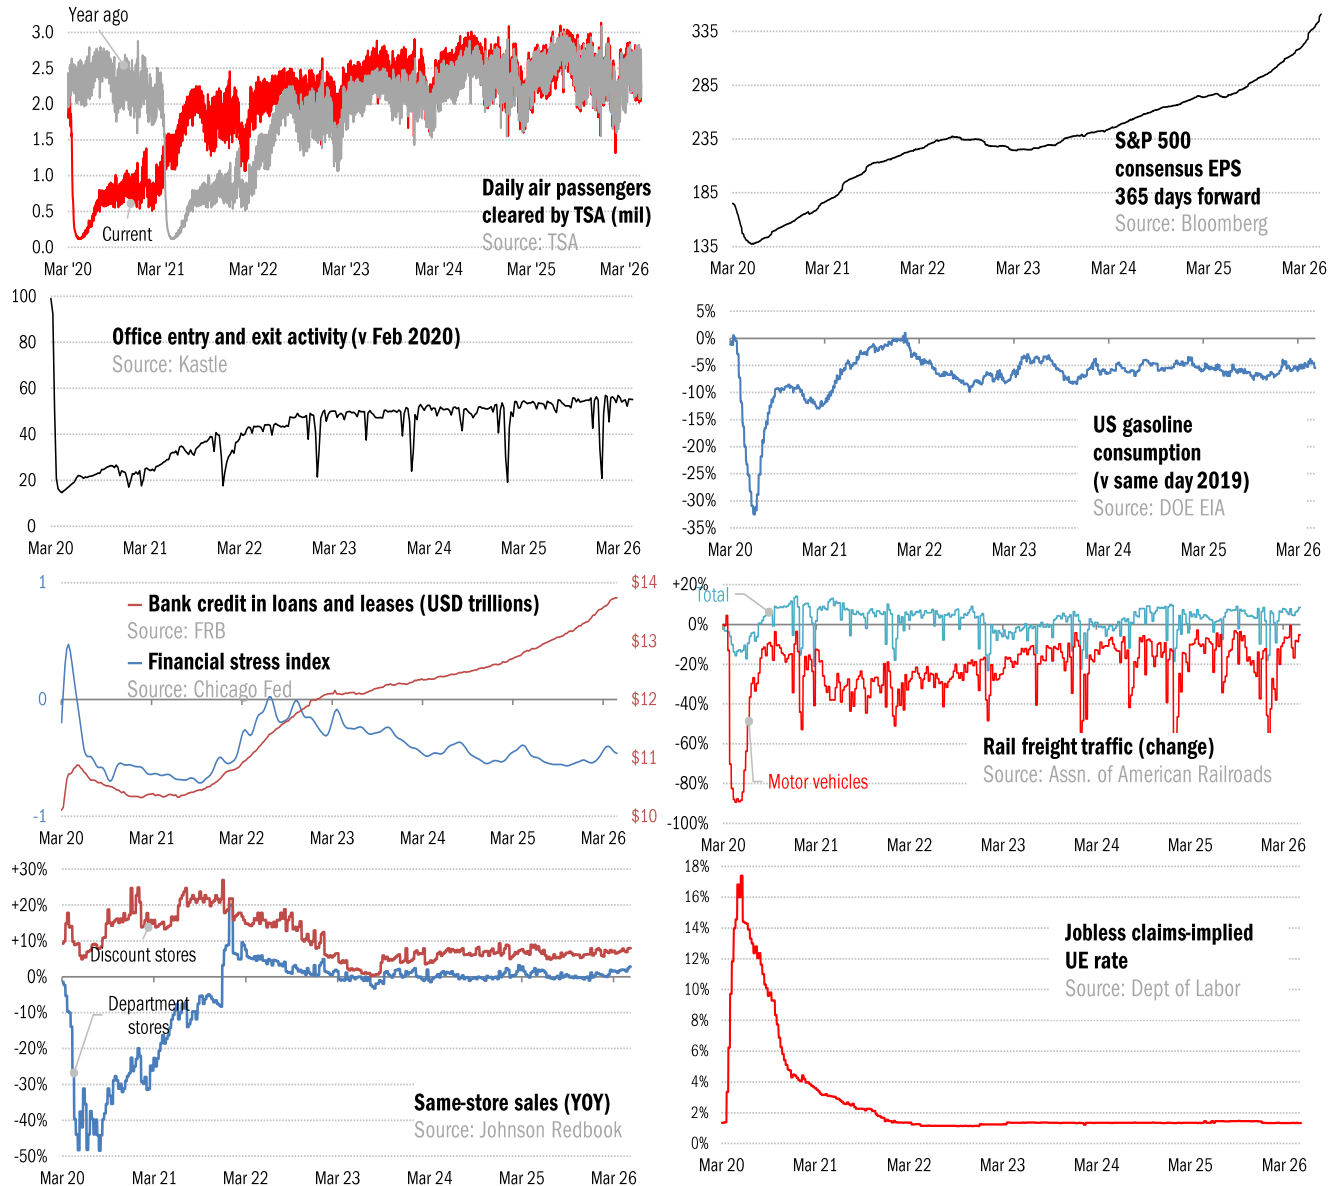 Year ago
3.0
2.5
2.0
1.5
1.0
0.5
0.0
Daily air passengers
cleared by TSA (mil)
Source: TSA
Current
Mar '20
Mar '21
Mar '22
Mar '23
Mar '24
Mar '25
Mar '26
335
285
235
185
135
S&P 500
consensus EPS
365 days forward
Source: Bloomberg
Mar 20
Mar 21
Mar 22
Mar 23
Mar 24
Mar 25
Mar 26
100
80
60
40
20
0
Office entry and exit activity (v Feb 2020)
Source: Kastle
Mar 20
Mar 21
Mar 22
Mar 23
Mar 24
Mar 25
Mar 26
5%
0%
-5%
-10%
-15%
-20%
-25%
-30%
-35%
US gasoline
consumption
(v same day 2019)
Source: DOE EIA
Mar 20
Mar 21
Mar 22
Mar 23
Mar 24
Mar 25
Mar 26
1
0
-1
Bank credit in loans and leases (USD trillions)
Source: FRB
Financial stress index
Source: Chicago Fed
$14
$13
$12
$11
$10
Mar 20
Mar 21
Mar 22
Mar 23
Mar 24
Mar 25
Mar 26
+20%
0%
-20%
-40%
-60%
-80%
-100%
Total
Motor vehicles
Rail freight traffic (change)
Source: Assn. of American Railroads
Mar 20
Mar 21
Mar 22
Mar 23
Mar 24
Mar 25
Mar 26
+30%
+20%
+10%
0%
-10%
-20%
-30%
-40%
-50%
Discount stores
Department
stores
Same-store sales (YOY)
Source: Johnson Redbook
Mar 20
Mar 21
Mar 22
Mar 23
Mar 24
Mar 25
Mar 26
18%
16%
14%
12%
10%
8%
6%
4%
2%
0%
Jobless claims-implied
UE rate
Source: Dept of Labor
Mar 20
Mar 21
Mar 22
Mar 23
Mar 24
Mar 25
Mar 26